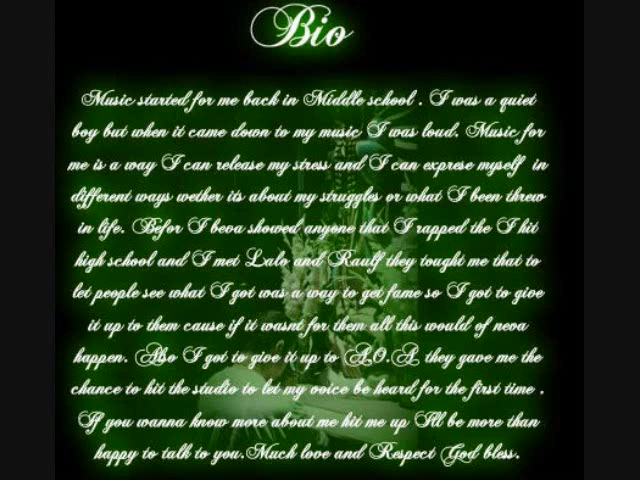 Bio
Music started for me back in Middle school . I was a quiet
boy but when it came down to my music I was loud. Music for
me is a way I can release my stress and I can exprese myself in
different ways wether its about my struggles or what I been threw
in life. Befor I beva showed anyone that I rapped the I hit
high school and I met Lalo and Raulf they tought me that to
let people see what I got was a way to get fame so I got to give
it up to them cause if it wasnt for them all this would of neva
happen. Also I got to give it up to A.O.A. they gave me the
chance to hit the studio to let my voice be heard for the first time .
If you wanna know more about me hit me up I'll be more than
happy to talk to you.Much love and Respect God bless.